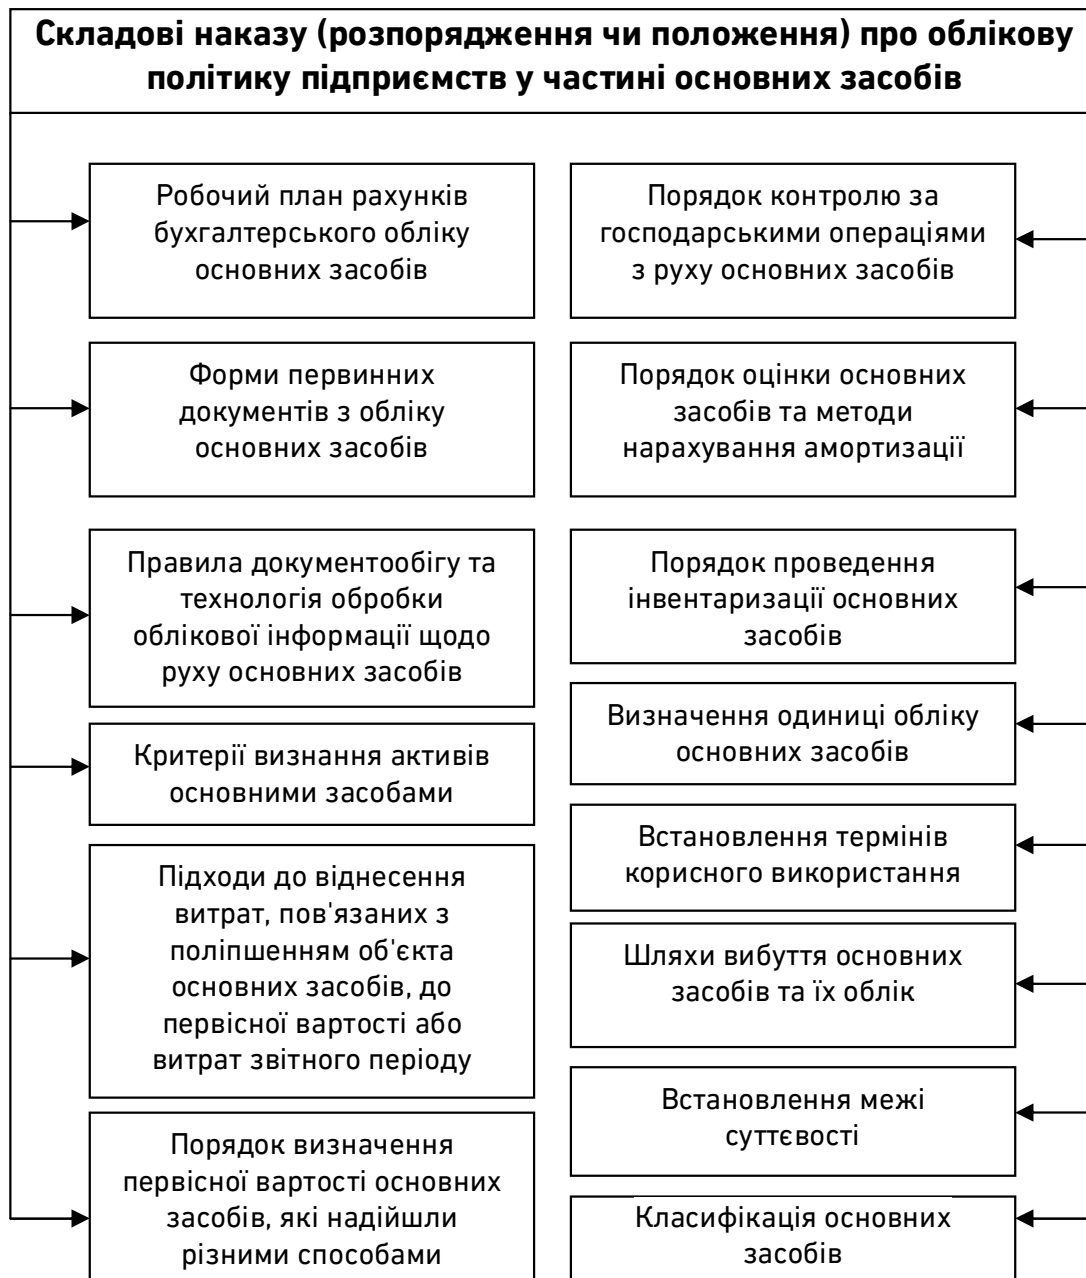 Складові наказу (розпорядження чи положення) про облікову
політику підприємств у частині основних засобів
Робочий план рахунків
бухгалтерського обліку
основних засобів
Форми первинних
документів з обліку
основних засобів
Правила документообігу та
технологія обробки
облікової інформації щодо
руху основних засобів
Критерії визнання активів
основними засобами
Підходи до віднесення
витрат, пов'язаних з
поліпшенням об'єкта
основних засобів, до
первісної вартості або
витрат звітного періоду
Порядок визначення
первісної вартості основних
засобів, які надійшли
різними способами
Порядок контролю за
господарськими операціями
з руху основних засобів
Порядок оцінки основних
засобів та методи
нарахування амортизації
Порядок проведення
інвентаризації основних
засобів
Визначення одиниці обліку
основних засобів
Встановлення термінів
корисного використання
Шляхи вибуття основних
засобів та їх облік
Встановлення межі
суттєвості
Класифікація основних
засобів